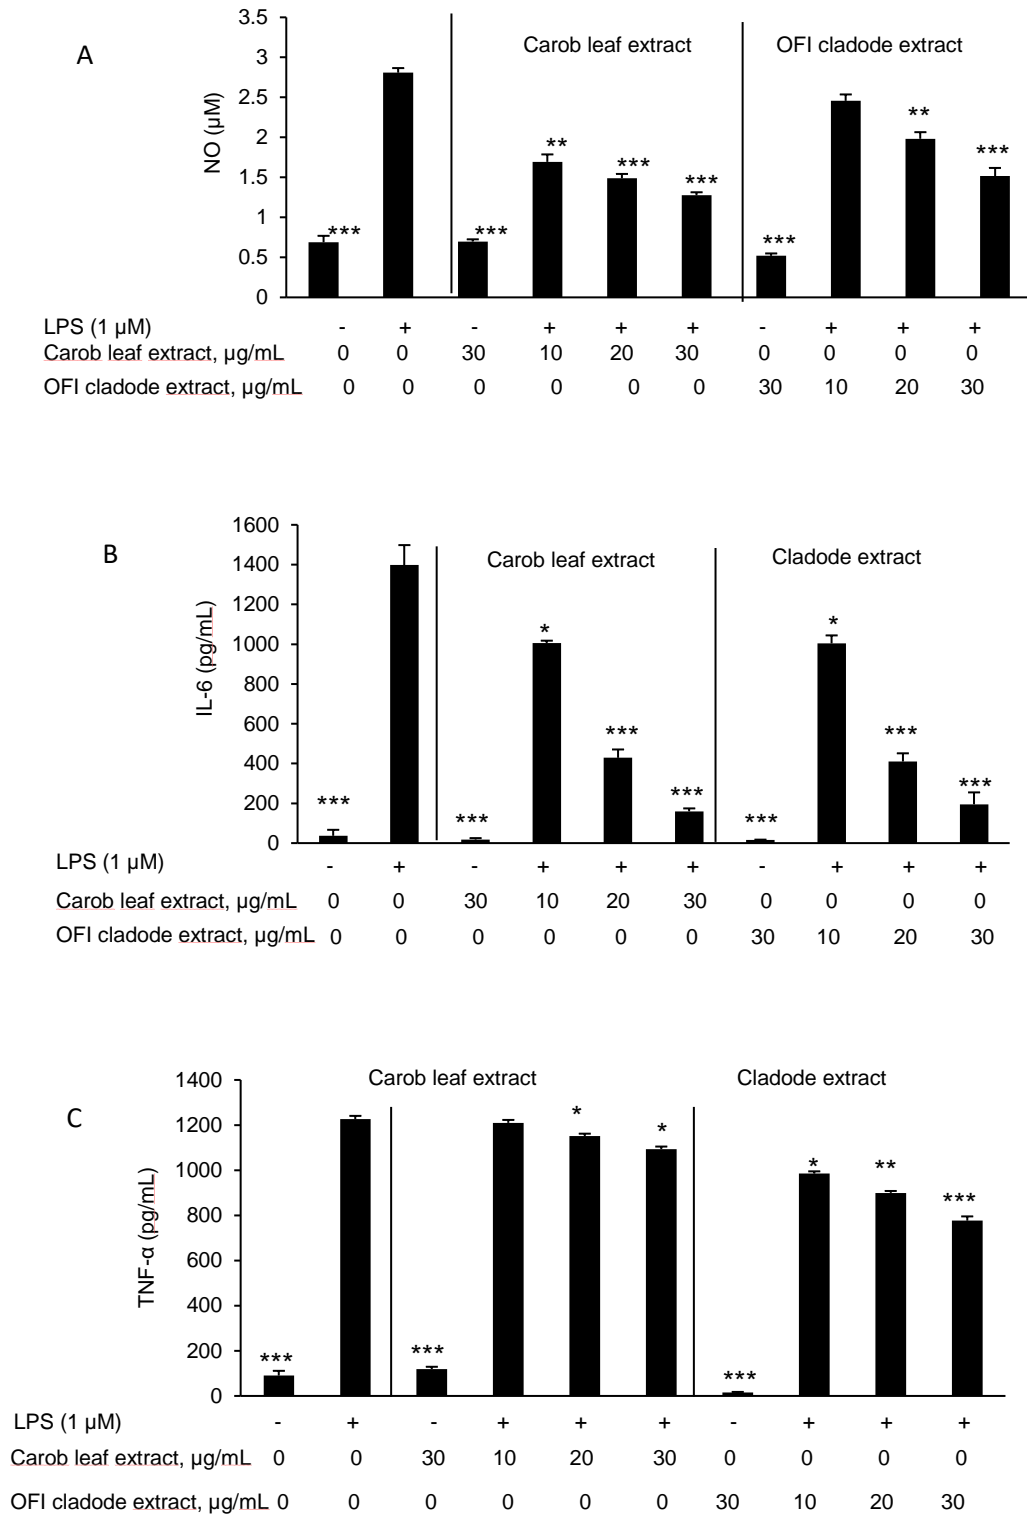 A
Carob leaf extract
OFI cladode extract
NO (µM)
3.5
3
2.5
2
1.5
1
0.5
0
***
***
**
***
***
***
**
***
LPS (1 µM) - + - + + + - + + +
Carob leaf extract, µg/mL 0 0 30 10 20 30 0 0 0 0
OFI cladode extract, µg/mL 0 0 0 0 0 0 30 10 20 30
B
Carob leaf extract
Cladode extract
IL-6 (pg/mL)
1600
1400
1200
1000
800
600
400
200
0
***
***
*
***
***
***
*
***
***
LPS (1 µM) - + - + + + - + + +
Carob leaf extract, µg/mL 0 0 30 10 20 30 0 0 0 0
OFI cladode extract, µg/mL 0 0 0 0 0 0 30 10 20 30
C
Carob leaf extract
Cladode extract
TNF-α (pg/mL)
1400
1200
1000
800
600
400
200
0
***
***
*
*
***
*
**
***
LPS (1 µM) - + - + + + - + + +
Carob leaf extract, µg/mL 0 0 30 10 20 30 0 0 0 0
OFI cladode extract, µg/mL 0 0 0 0 0 0 30 10 20 30